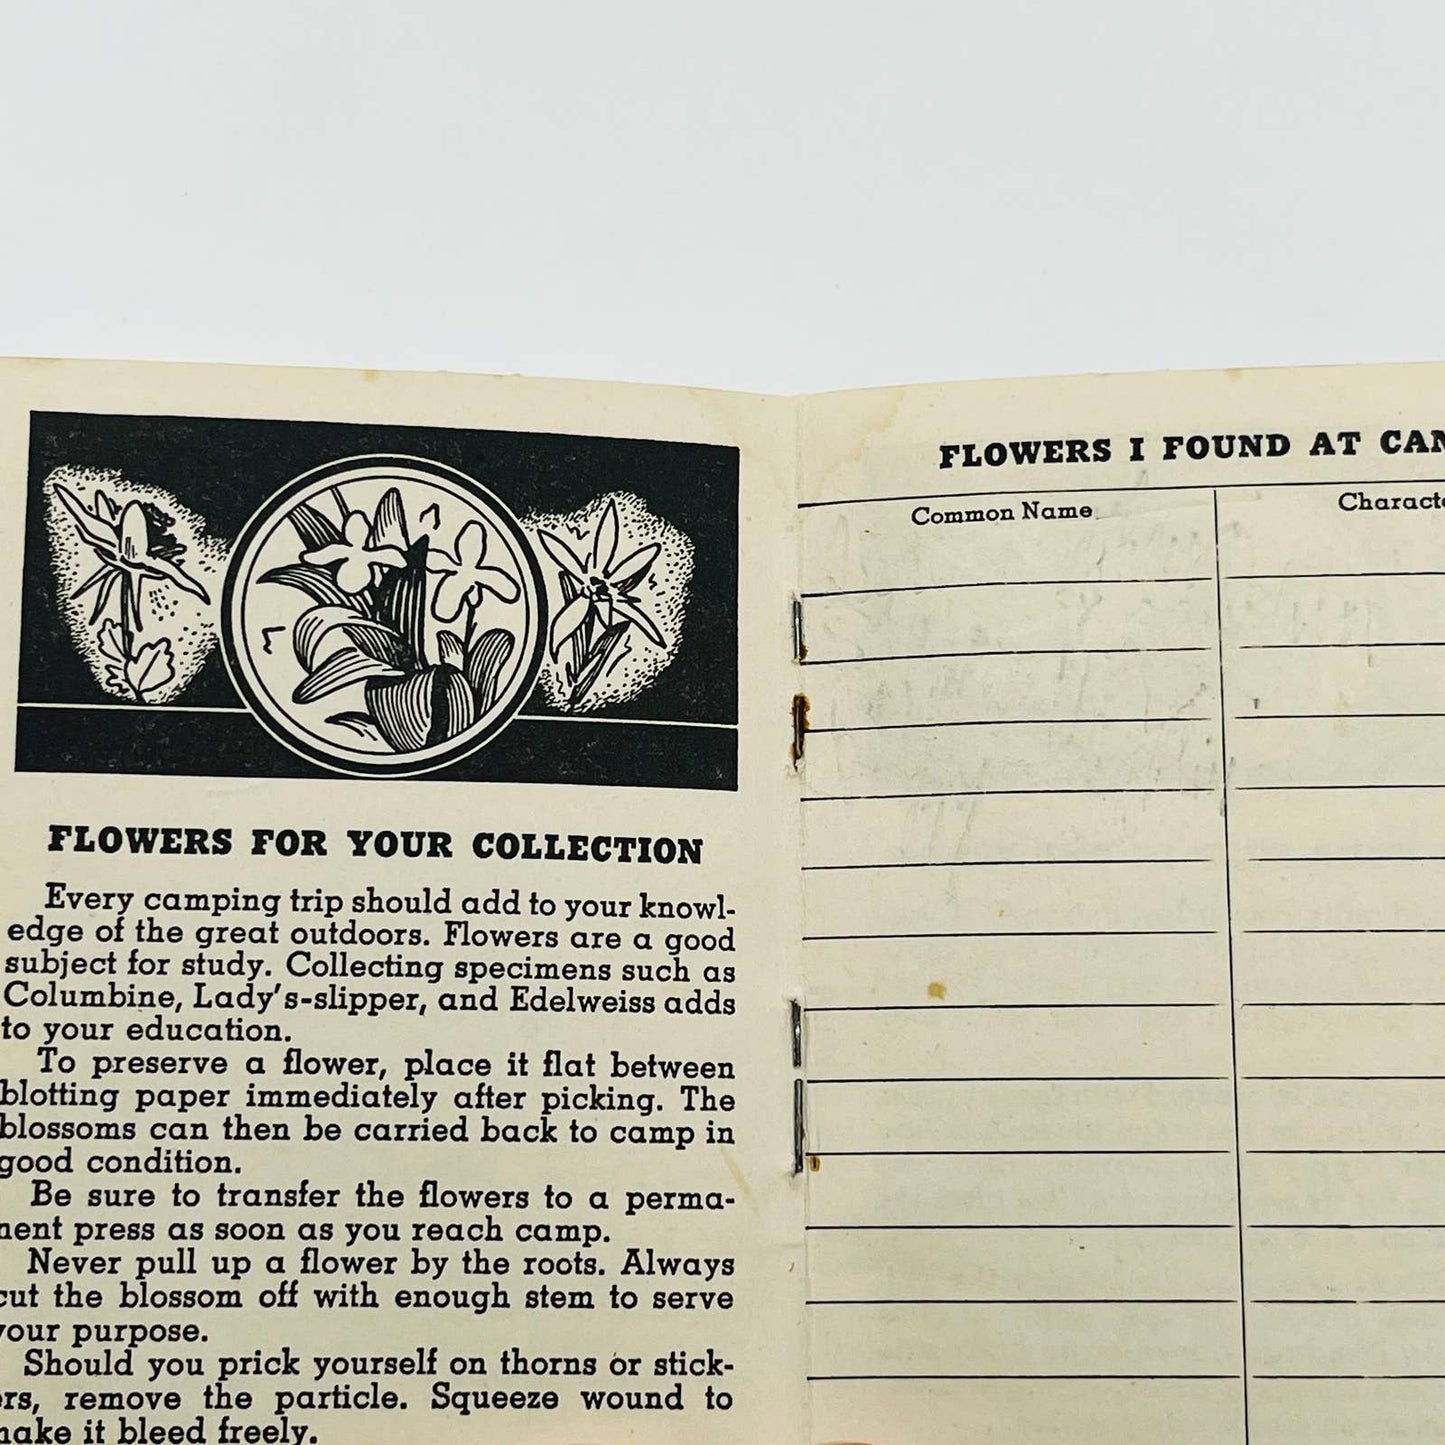 FLOWERS FOR YOUR COLLECTION
Every camping trip should add to your knowl-
edge of the great outdoors. Flowers are a good
subject for study. Collecting specimens such as
Columbine, Lady's-slipper, and Edelweiss adds
to your education.
To preserve a flower, place it flat between
blotting paper immediately after picking. The
blossoms can then be carried back to camp in
good condition.
Be sure to transfer the flowers to a perma-
nent press as soon as you reach camp.
Never pull up a flower by the roots. Always
cut the blossom off with enough stem to serve
your purpose.
Should you prick yourself on thorns or stick-
ers, remove the particle. Squeeze wound to
make it bleed freely.
FLOWERS I FOUND AT CAM
Common Name
Characte